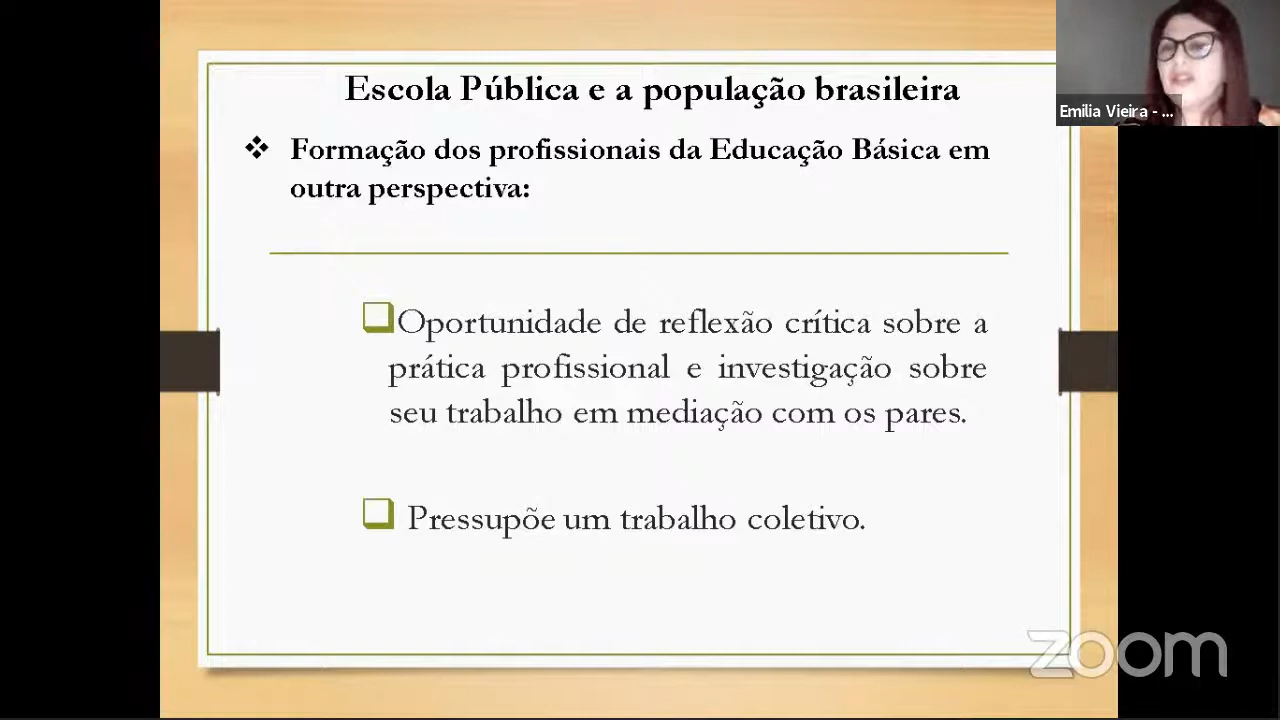 Escola Pública e a população brasileira
Formação dos profissionais da Educação Básica em
outra perspectiva:
Oportunidade de reflexão crítica sobre a
prática profissional e investigação sobre
seu trabalho em mediação com os pares.
Pressupõe um trabalho coletivo.
Emilia Vieira - ...
zoom